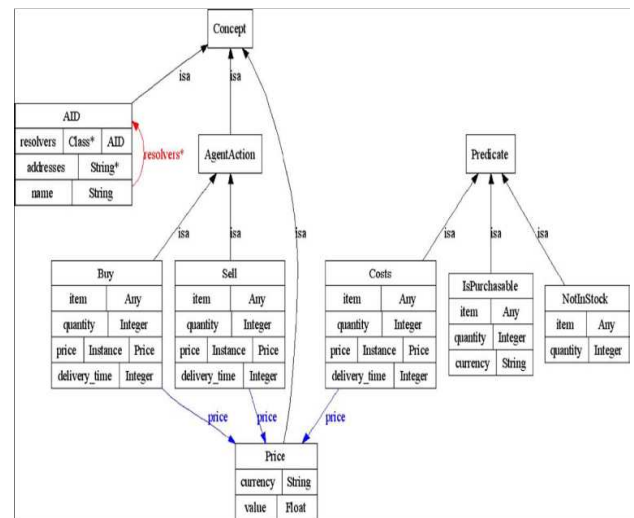 Concept
isa
isa
isa
AID
resolvers Class* AID
addresses String*
name String
resolvers*
AgentAction
Predicate
isa
isa
isa
isa
isa
Buy
item Any
quantity Integer
price Instance Price
delivery_time Integer
Sell
item Any
quantity Integer
price Instance Price
delivery_time Integer
Costs
item Any
quantity Integer
price Instance Price
delivery_time Integer
IsPurchasable
item Any
quantity Integer
currency String
NotInStock
item Any
quantity Integer
price
price
price
Price
currency String
value Float